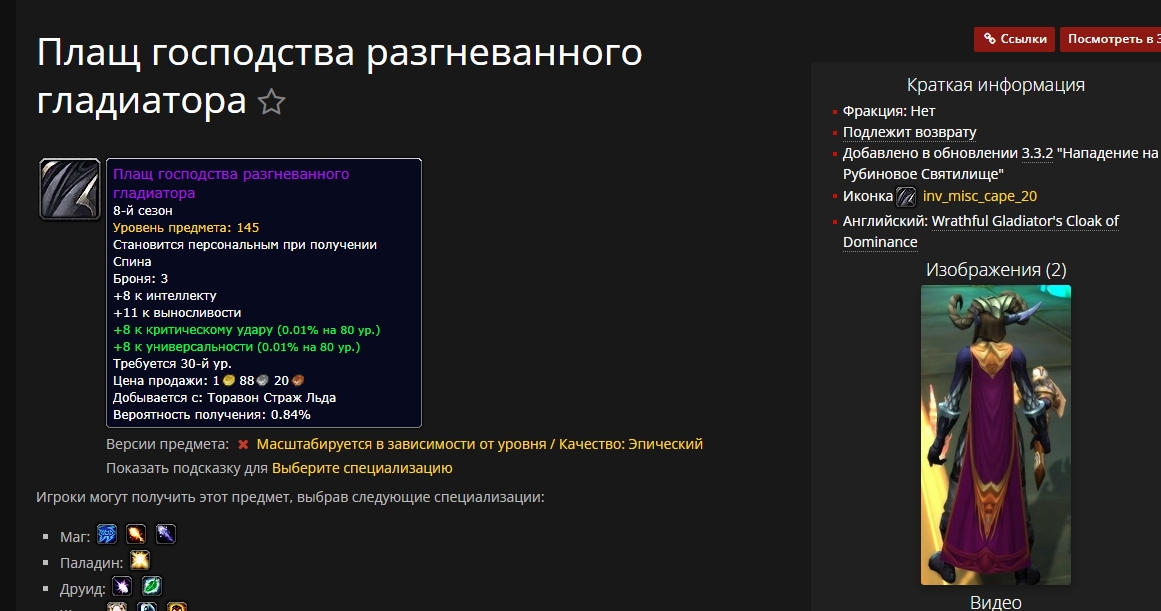 Плащ господства разгневанного
гладиатора
Ссылки
Посмотреть в
Плащ господства разгневанного
гладиатора
8-й сезон
Уровень предмета: 145
Становится персональным при получении
Спина
Броня: 3
+8 к интеллекту
+11 к выносливости
+8 к критическому удару (0.01% на 80 ур.)
+8 к универсальности (0.01% на 80 ур.)
Требуется 30-й ур.
Цена продажи: 1 88 20
Добывается с: Торавон Страж Льда
Вероятность получения: 0.84%
Версии предмета: Масштабируется в зависимости от уровня / Качество: Эпический
Показать подсказку для Выберите специализацию
Игроки могут получить этот предмет, выбрав следующие специализации:
Маг:
Паладин:
Друид:
Краткая информация
Фракция: Нет
Подлежит возврату
Добавлено в обновлении 3.3.2 "Нападение на
Рубиновое Святилище"
Иконка inv_misc_cape_20
Английский: Wrathful Gladiator's Cloak of
Dominance
Изображения (2)
Видео